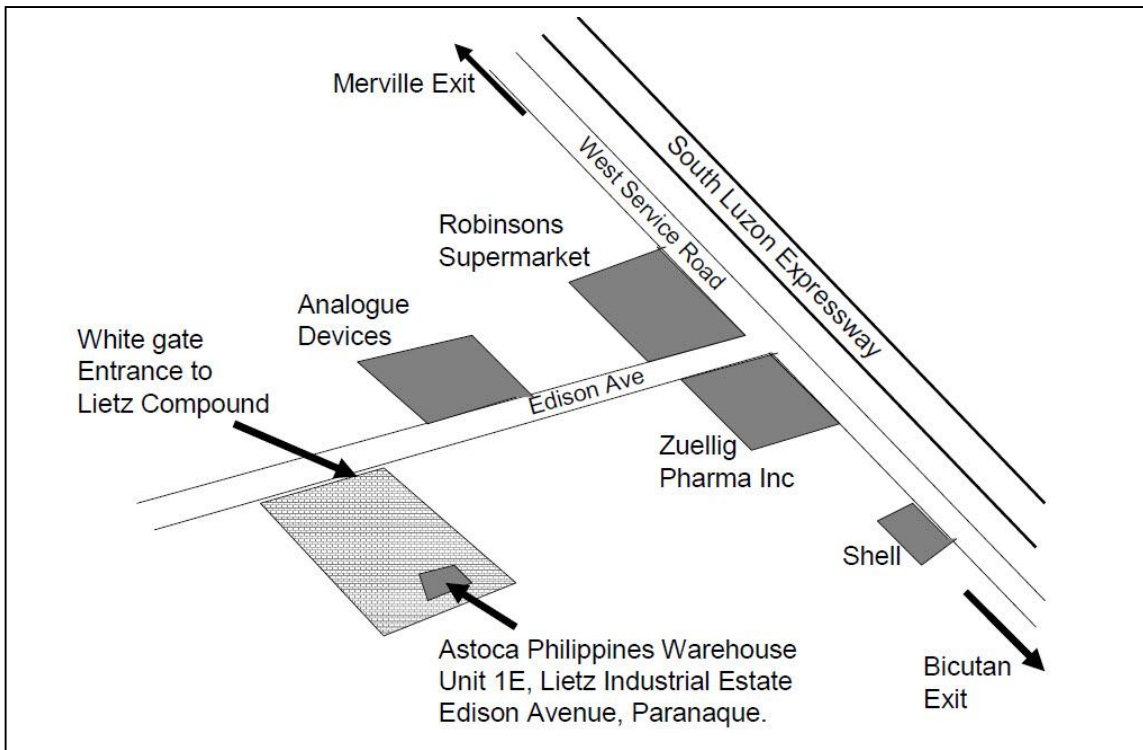 Merville Exit
South Luzon Expressway
West Service Road
Robinsons
Supermarket
Analogue
Devices
White gate
Entrance to
Lietz Compound
Edison Ave
Zuellig
Pharma Inc
Shell
Astoca Philippines Warehouse
Unit 1E, Lietz Industrial Estate
Edison Avenue, Paranaque.
Bicutan
Exit